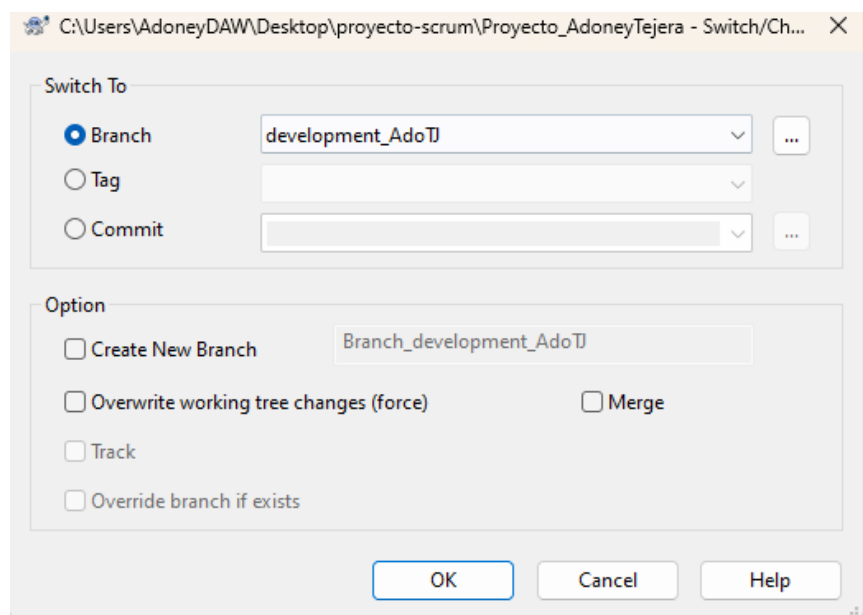 C:\Users\AdoneyDAW\Desktop\proyecto-scrum\Proyecto_AdoneyTejera - Switch/Ch...
Switch To
Branch
development_AdoTJ
...
Tag
Commit
...
Option
Create New Branch
Branch_development_AdoTJ
Overwrite working tree changes (force)
Merge
Track
Override branch if exists
OK
Cancel
Help